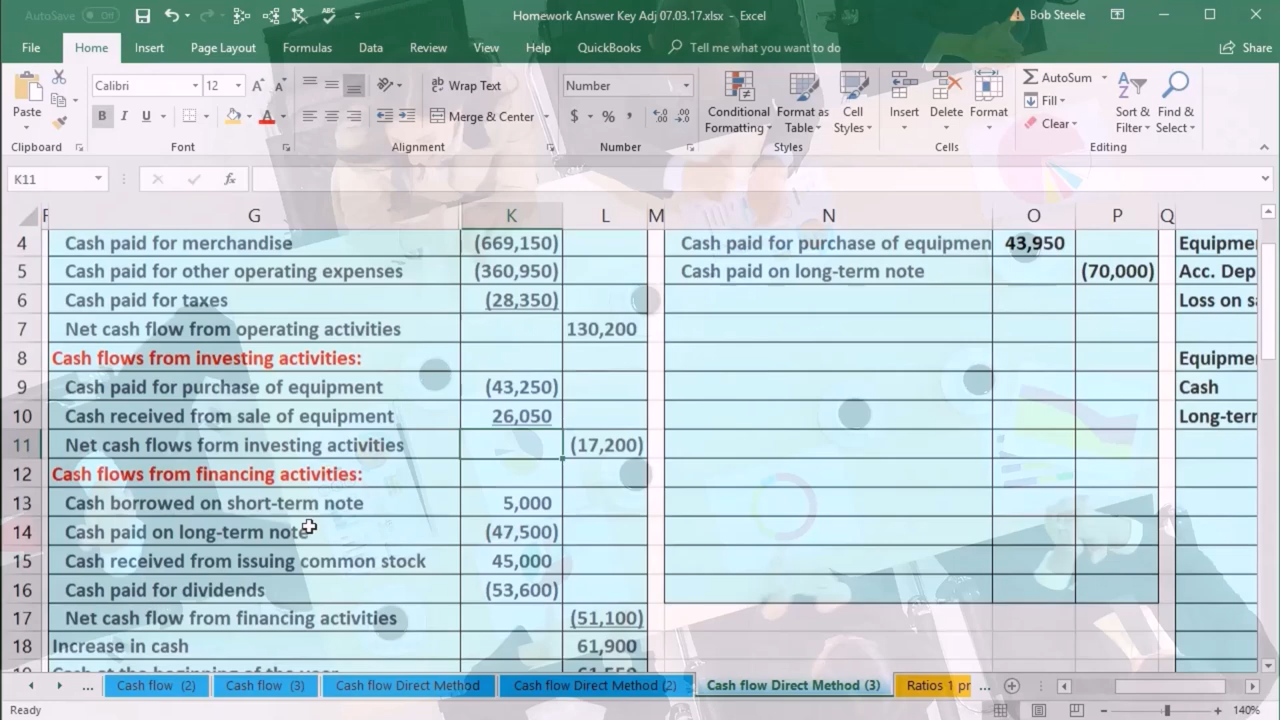 AutoSave Off Homework Answer Key Adj 07.03.17.xlsx - Excel Bob Steele
File Home Insert Page Layout Formulas Data Review View Help QuickBooks Tell me what you want to do Share
Paste
Clipboard
Calibri 12
B I U
Font
Wrap Text
Merge & Center
Alignment
Number
$ % ,
Number
Conditional Formatting
Format as Table
Cell Styles
Styles
Insert Delete Format
Cells
AutoSum
Fill
Clear
Sort & Filter
Find & Select
Editing
K11 fx
F G K L M N O P Q
4 Cash paid for merchandise (669,150) Cash paid for purchase of equipmen 43,950 Equipme
5 Cash paid for other operating expenses (360,950) Cash paid on long-term note (70,000) Acc. Dep
6 Cash paid for taxes (28,350) Loss on s
7 Net cash flow from operating activities 130,200
8 Cash flows from investing activities: Equipme
9 Cash paid for purchase of equipment (43,250) Cash
10 Cash received from sale of equipment 26,050 Long-terr
11 Net cash flows form investing activities (17,200)
12 Cash flows from financing activities:
13 Cash borrowed on short-term note 5,000
14 Cash paid on long-term note (47,500)
15 Cash received from issuing common stock 45,000
16 Cash paid for dividends (53,600)
17 Net cash flow from financing activities (51,100)
18 Increase in cash 61,900
... Cash flow (2) Cash flow (3) Cash flow Direct Method Cash flow Direct Method (2) Cash flow Direct Method (3) Ratios 1 pr ...
Ready 140%